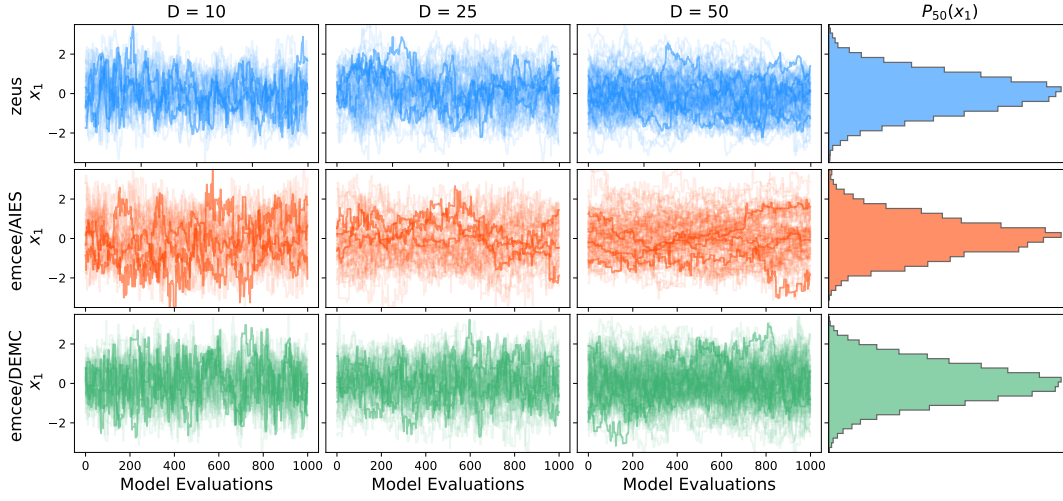 D = 10 D = 25 D = 50 P₅₀(x₁)
zeus
x₁
2
0
−2
emcee/AIES
x₁
2
0
−2
emcee/DEMC
x₁
2
0
−2
0 200 400 600 800 1000 0 200 400 600 800 1000 0 200 400 600 800 1000
Model Evaluations Model Evaluations Model Evaluations